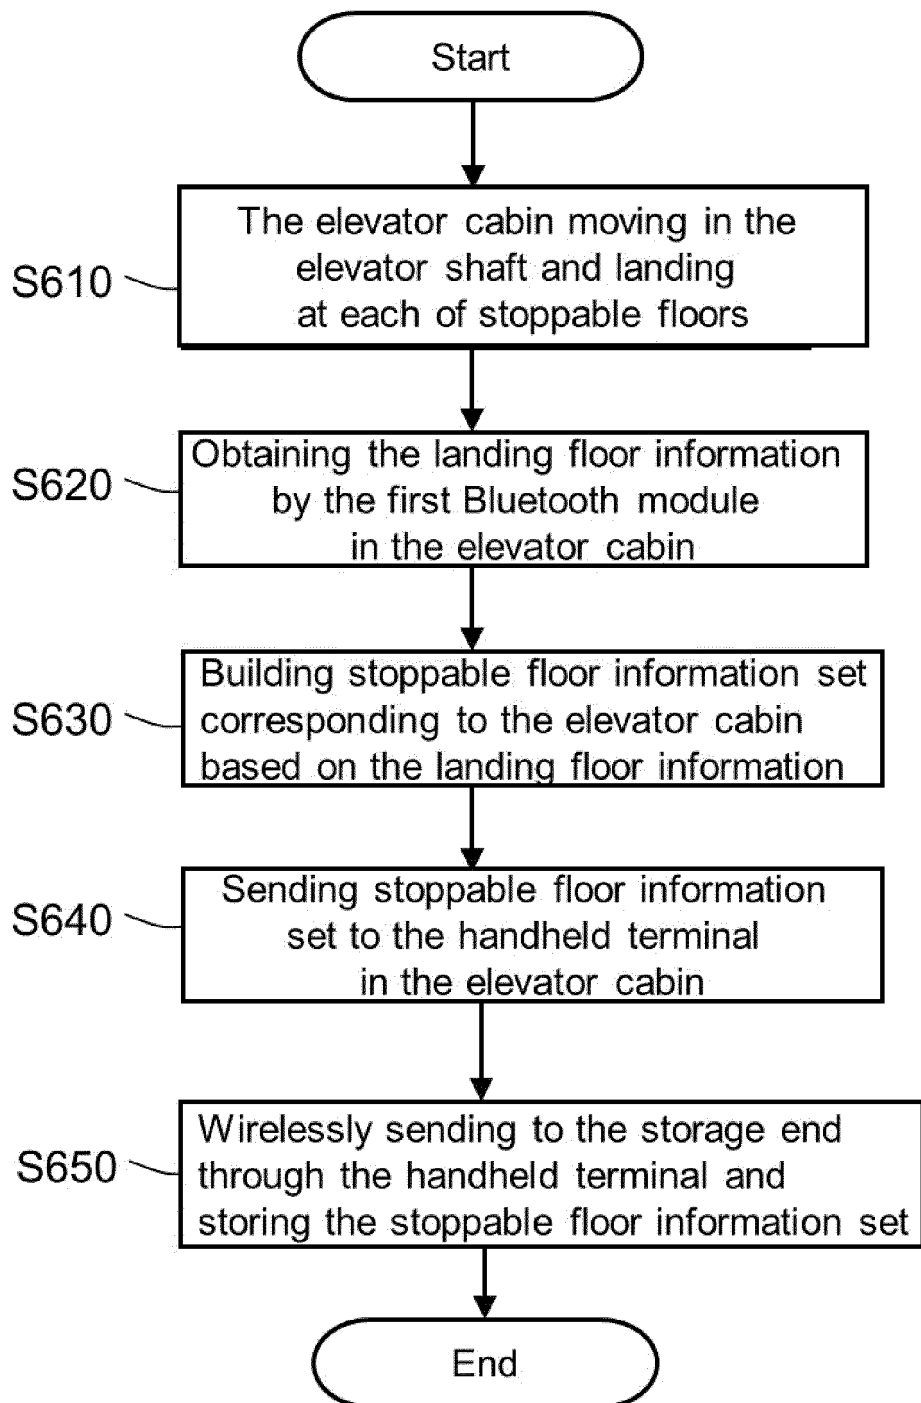 Start
The elevator cabin moving in the
elevator shaft and landing
at each of stoppable floors
S610
Obtaining the landing floor information
by the first Bluetooth module
in the elevator cabin
S620
Building stoppable floor information set
corresponding to the elevator cabin
based on the landing floor information
S630
Sending stoppable floor information
set to the handheld terminal
in the elevator cabin
S640
Wirelessly sending to the storage end
through the handheld terminal and
storing the stoppable floor information set
S650
End